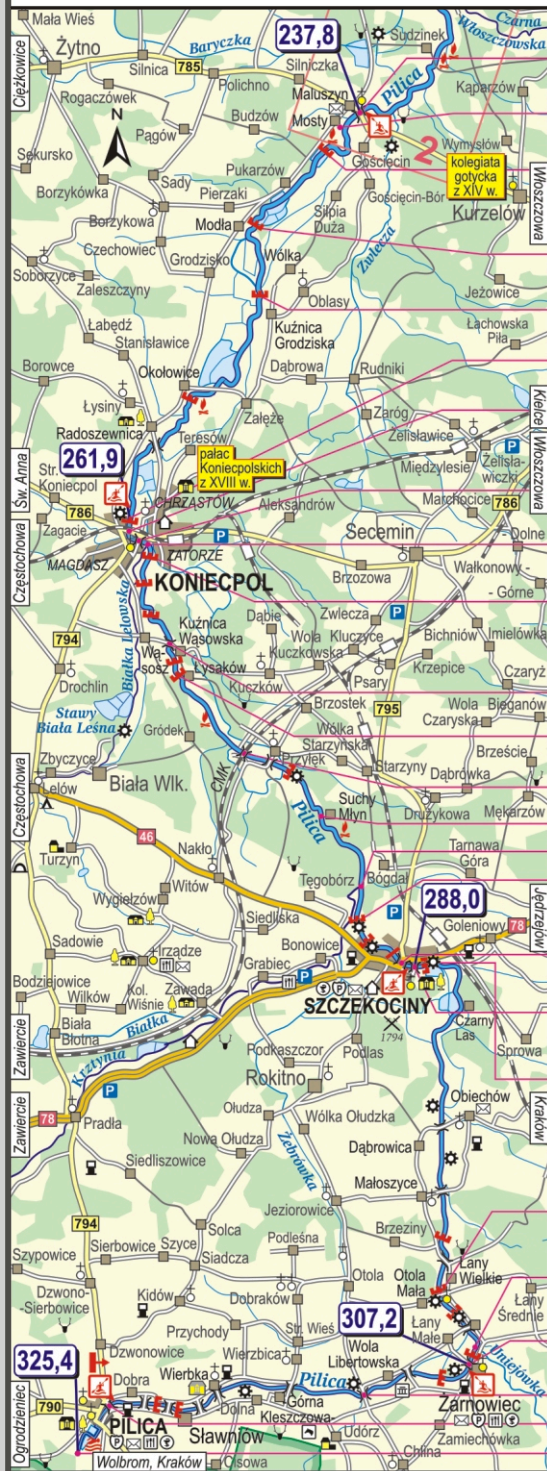 Mała Wieś
Czarna
Włoszczowska
237,8
Sudzinek
Baryczka
Pilica
Ciężkowice
Żytno
Silnica
785
Silniczka
Polichno
Maluszyn
Kaparzów
Rogaczówek
Budzów
Mosty
N
Pągów
2
Wymysłów
Gościęcin
kolegiata
gotycka
z XIV w.
Sekursko
Pukarzów
Sady
Pierzaki
Borzykówka
Gościęcin-Bór
Kurzelów
Włoszczowa
Silpia
Duża
Borzykowa
Modła
Czechowiec
Zwlecza
Grodzisko
Wólka
Soborzyce
Zaleszczyny
Oblasy
Jeżowice
Łabędź
Kuźnica
Grodziska
Łachowska
Piła
Stanisławice
Borowce
Okołowice
Dąbrowa
Rudniki
Łysiny
Załęże
Zaróg
Radoszewnica
Teresów
Żelisławice
Kielce
Włoszczowa
261,9
pałac
Koniecpolskich
z XVIII w.
Międzylesie
Żelisła-
wiczki
P
Św. Anna
Str.
Koniecpol
CHRZĄSTÓW
Aleksandrów
Marchocice
786
Zagacie
786
Secemin
Dolne
Częstochowa
P
MAGDASZ
ZATORZE
Brzozowa
Wałkonowy -
- Górne
KONIECPOL
P
794
Białka Lelowska
Kuźnica
Wąsowska
Dąbie
Zwlecza
Wola
Kuczkowska
Kluczyce
Bichniów
Imielówka
Wą-
sosz
Łysaków
Drochlin
Kuczków
Psary
Krzepice
Czaryż
Stawy
Biała Leśna
Brzostek
795
Wola
Czaryska
Bieganów
Gródek
Wólka
Starzyńska
Zbyczyce
Przyłęk
Starzyny
Brzeście
Biała Wlk.
CMK
Dąbrówka
Lelów
Częstochowa
Pilica
Suchy
Młyn
Drużykowa
Mękarzów
46
Turzyn
Nakło
Tarnawa
Góra
Witów
Tęgobórz
Bógdał
Wygiełzów
P
288,0
Siedliska
Goleniowy
78
Jędrzejów
Sadowie
Irządze
Bonowice
Grabiec
P
P
Bodziejowice
Wilków
Kol.
Wiśnie
Zawada
SZCZEKOCINY
Czarny
Las
Biała
Błotna
Białka
1794
Zawiercie
Krztynia
Podkaszczor
Podlas
Sprowa
P
Rokitno
78
Pradła
Ołudza
Obiechów
Kraków
Zawiercie
Wólka Ołudzka
Nowa Ołudza
Dąbrowica
Siedliszowice
Żebrówka
Małoszyce
794
Jeziorowice
Solca
Brzeziny
Podleśna
Szypowice
Sierbowice
Szyce
Siadcza
Łany
Wielkie
Dzwono-
-Sierbowice
Otola
Otola
Mała
Kidów
Dobraków
307,2
Łany
Średnie
Przychody
Str. Wieś
Łany
Małe
325,4
Dzwonowice
Wierzbica
Wola
Libertowska
Uniejówka
Dobra
Wierbka
Pilica
Ogrodzieniec
790
Dolna
Górna
Żarnowiec
PILICA
Kleszczowa
P
P
Sławniów
Udórz
Zamiechówka
Wolbrom, Kraków
Cisowa
Chlina